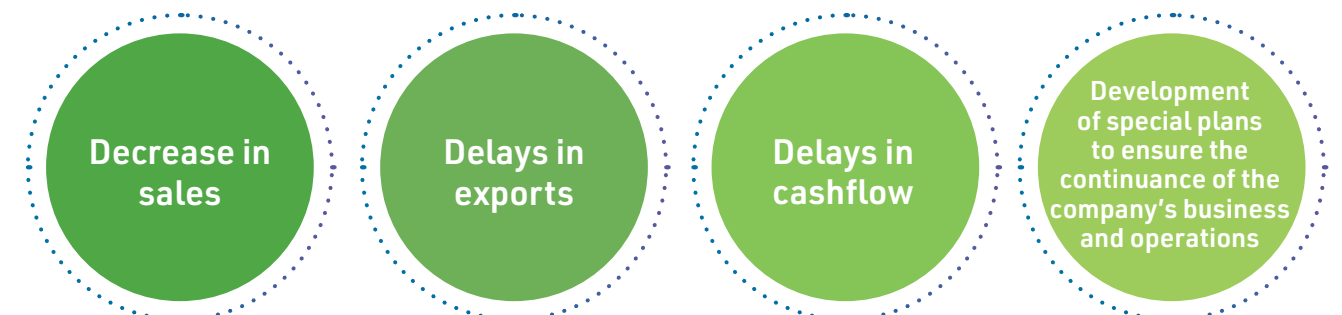 Decrease in
sales
Delays in
exports
Delays in
cashflow
Development
of special plans
to ensure the
continuance of the
company’s business
and operations